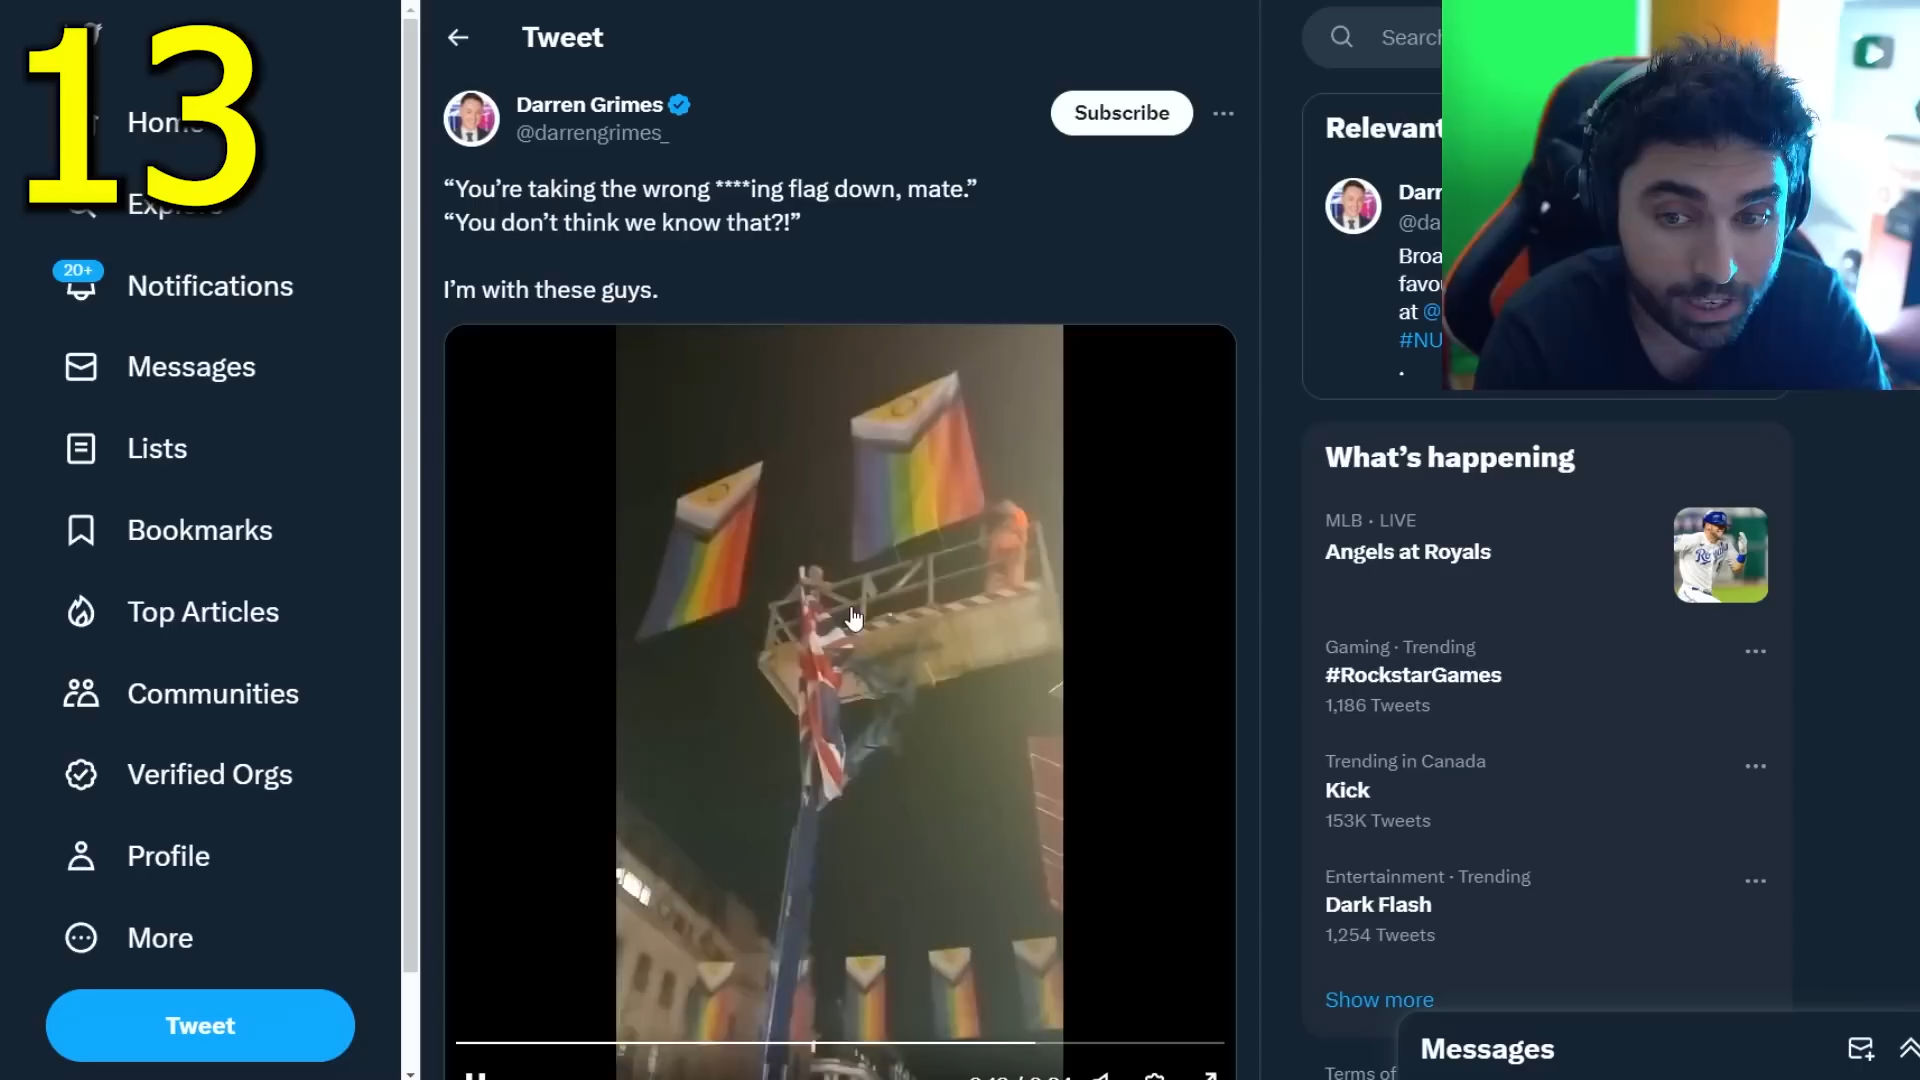 13
Home
Explore
20+
Notifications
Messages
Lists
Bookmarks
Top Articles
Communities
Verified Orgs
Profile
More
Tweet
Tweet
Darren Grimes
@darrengrimes_
Subscribe
“You’re taking the wrong ****ing flag down, mate.”
“You don’t think we know that?!”
I’m with these guys.
Search
Relevant
Darr
@da
Broa
favou
at @
#NU
.
What’s happening
MLB · LIVE
Angels at Royals
Gaming · Trending
#RockstarGames
1,186 Tweets
Trending in Canada
Kick
153K Tweets
Entertainment · Trending
Dark Flash
1,254 Tweets
Show more
Messages
Terms of